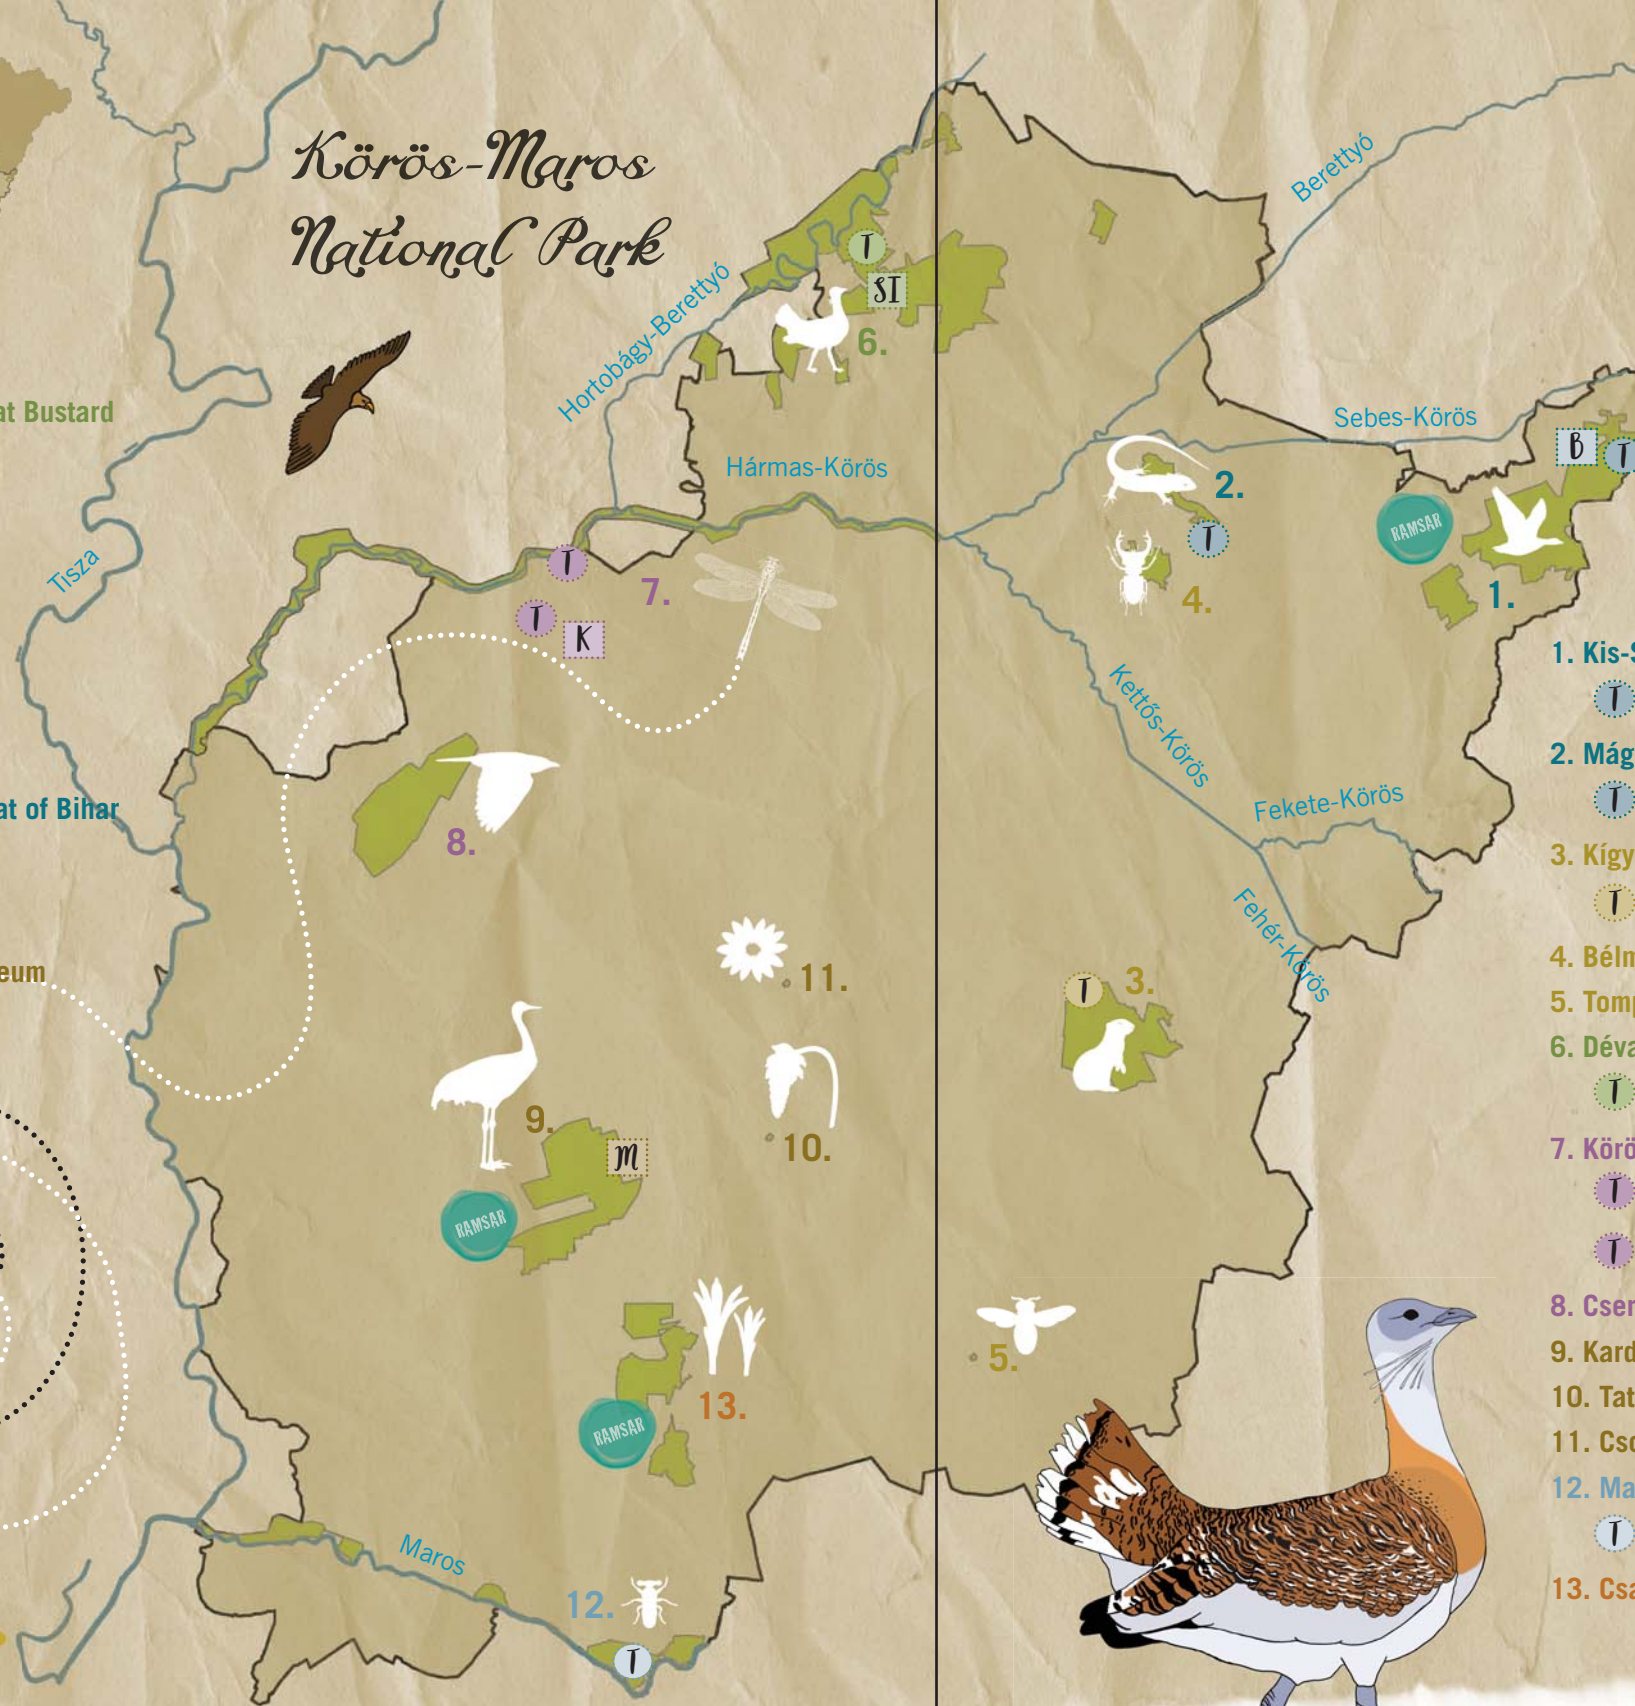 Körös-Maros
National Park
Berettyó
Hortobágy-Berettyó
T
SI
6.
at Bustard
Sebes-Körös
Hármas-Körös
B
T
2.
RAMSAR
T
Tisza
T
7.
4.
1.
T
K
Kettős-Körös
Fekete-Körös
at of Bihar
8.
Fehér-Körös
eum
11.
T
3.
9.
10.
M
RAMSAR
5.
13.
RAMSAR
Maros
12.
T
1. Kis-S
T
2. Mág
T
3. Kígy
T
4. Bélm
5. Tomp
6. Déva
T
7. Körö
T
T
8. Cser
9. Kard
10. Tat
11. Cso
12. Ma
T
13. Csa